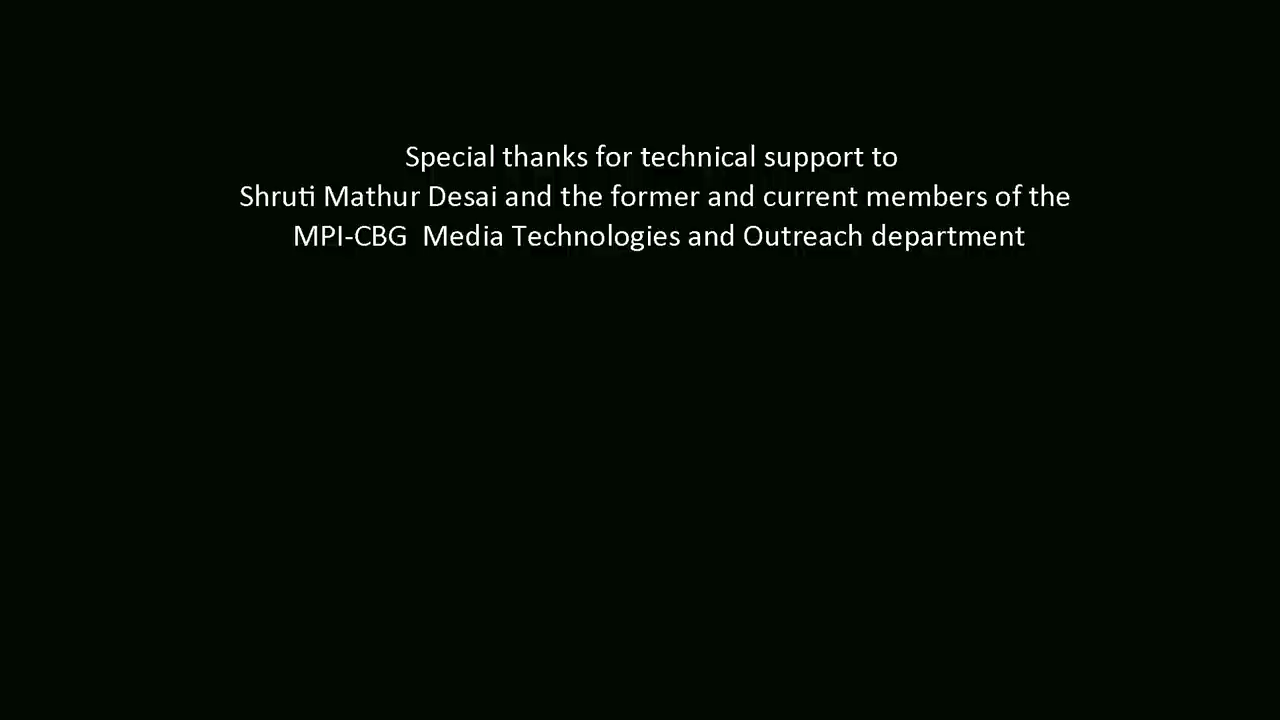 Special thanks for technical support to
Shruti Mathur Desai and the former and current members of the
MPI-CBG  Media Technologies and Outreach department